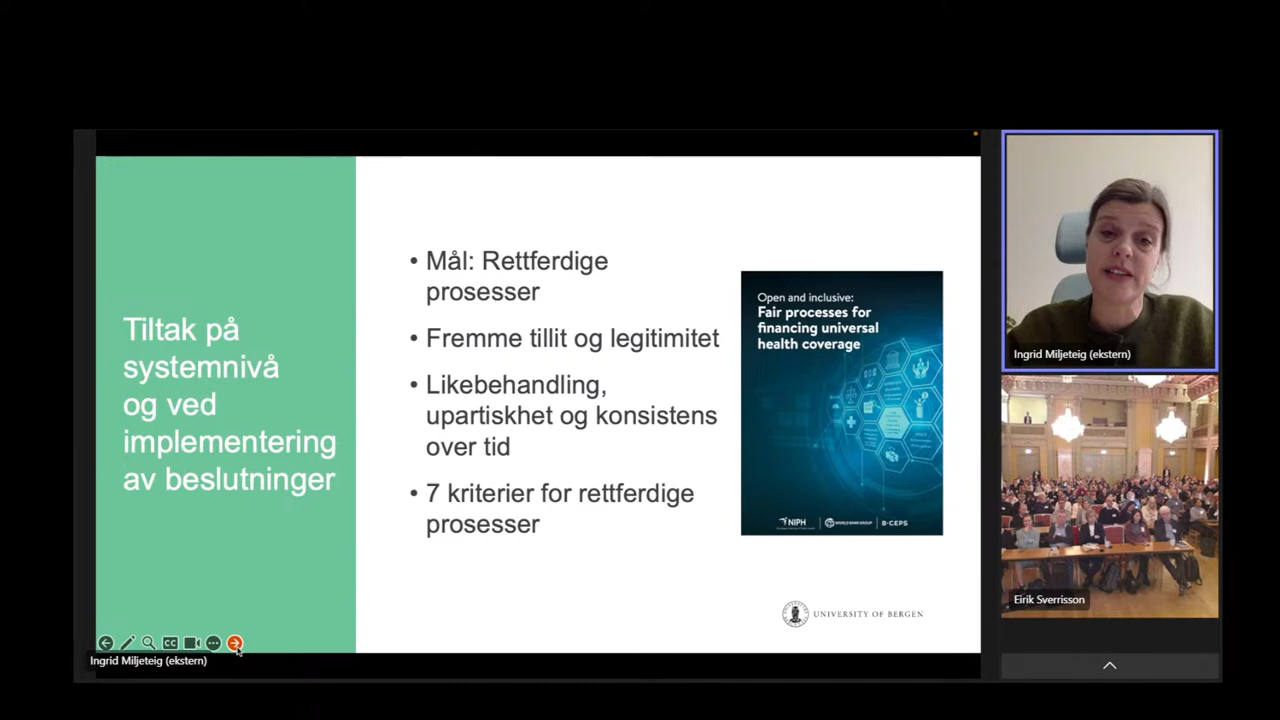 Tiltak på
systemnivå
og ved
implementering
av beslutninger
• Mål: Rettferdige
prosesser
• Fremme tillit og legitimitet
• Likebehandling,
upartiskhet og konsistens
over tid
• 7 kriterier for rettferdige
prosesser
Open and inclusive:
Fair processes for
financing universal
health coverage
NIPH
WORLD BANK GROUP
B-CEPS
UNIVERSITY OF BERGEN
CC
Ingrid Miljeteig (ekstern)
Ingrid Miljeteig (ekstern)
Eirik Sverrisson